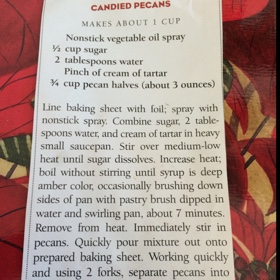 CANDIED PECANS
MAKES ABOUT 1 CUP
Nonstick vegetable oil spray
½ cup sugar
2 tablespoons water
Pinch of cream of tartar
¾ cup pecan halves (about 3 ounces)
Line baking sheet with foil; spray with
nonstick spray. Combine sugar, 2 table-
spoons water, and cream of tartar in heavy
small saucepan. Stir over medium-low
heat until sugar dissolves. Increase heat;
boil without stirring until syrup is deep
amber color, occasionally brushing down
sides of pan with pastry brush dipped in
water and swirling pan, about 7 minutes.
Remove from heat. Immediately stir in
pecans. Quickly pour mixture out onto
prepared baking sheet. Working quickly
and using 2 forks, separate pecans into